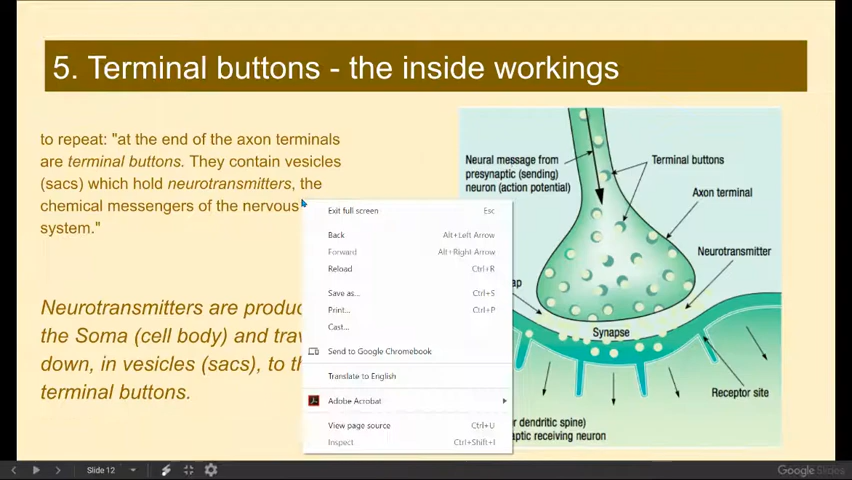 5. Terminal buttons - the inside workings
to repeat: "at the end of the axon terminals
are terminal buttons. They contain vesicles
(sacs) which hold neurotransmitters, the
chemical messengers of the nervous
system."
Neurotransmitters are produc
the Soma (cell body) and trav
down, in vesicles (sacs), to th
terminal buttons.
Exit full screen Esc
Back Alt+Left Arrow
Forward Alt+Right Arrow
Reload Ctrl+R
Save as... Ctrl+S
Print... Ctrl+P
Cast...
Send to Google Chromebook
Translate to English
Adobe Acrobat
View page source Ctrl+U
Inspect Ctrl+Shift+I
Neural message from
presynaptic (sending)
neuron (action potential)
Terminal buttons
Axon terminal
Neurotransmitter
ap
Synapse
Receptor site
r dendritic spine)
aptic receiving neuron
Slide 12
Google Slides